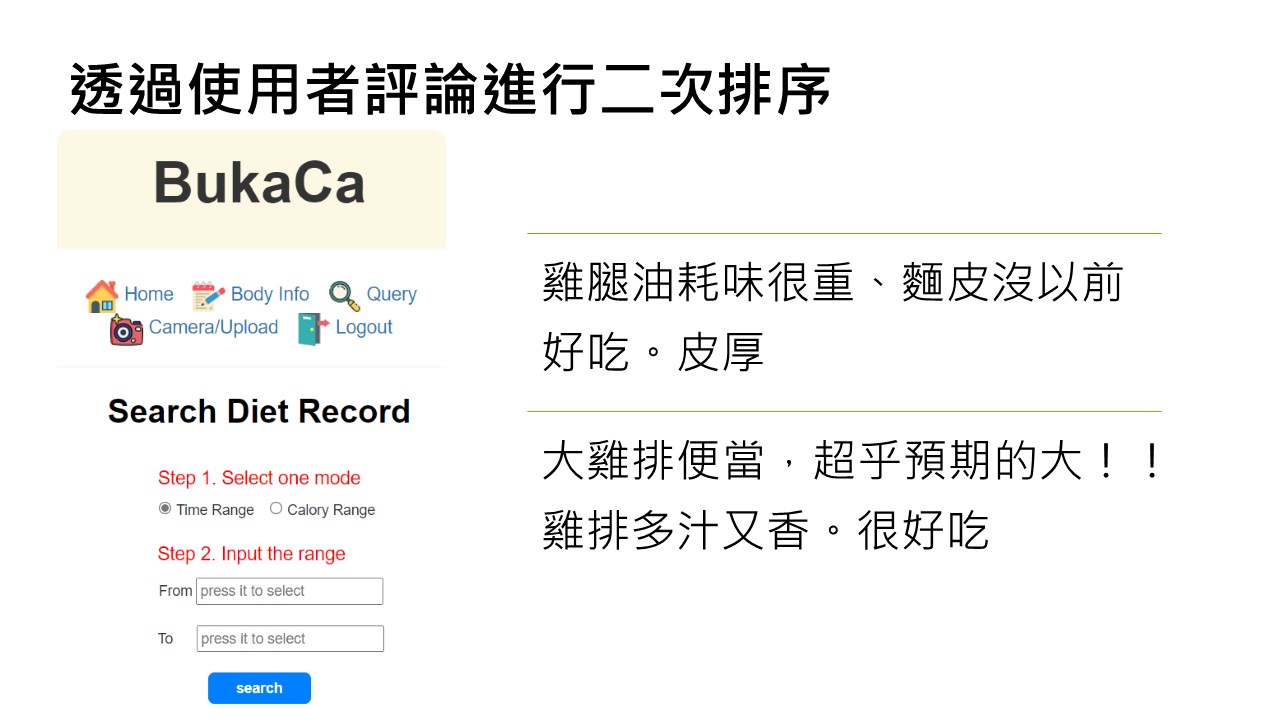 透過使用者評論進行二次排序
BukaCa
Home Body Info Query
Camera/Upload Logout
Search Diet Record
Step 1. Select one mode
Time Range Calory Range
Step 2. Input the range
From press it to select
To press it to select
search
雞腿油耗味很重、麵皮沒以前
好吃。皮厚
大雞排便當，超乎預期的大！！
雞排多汁又香。很好吃